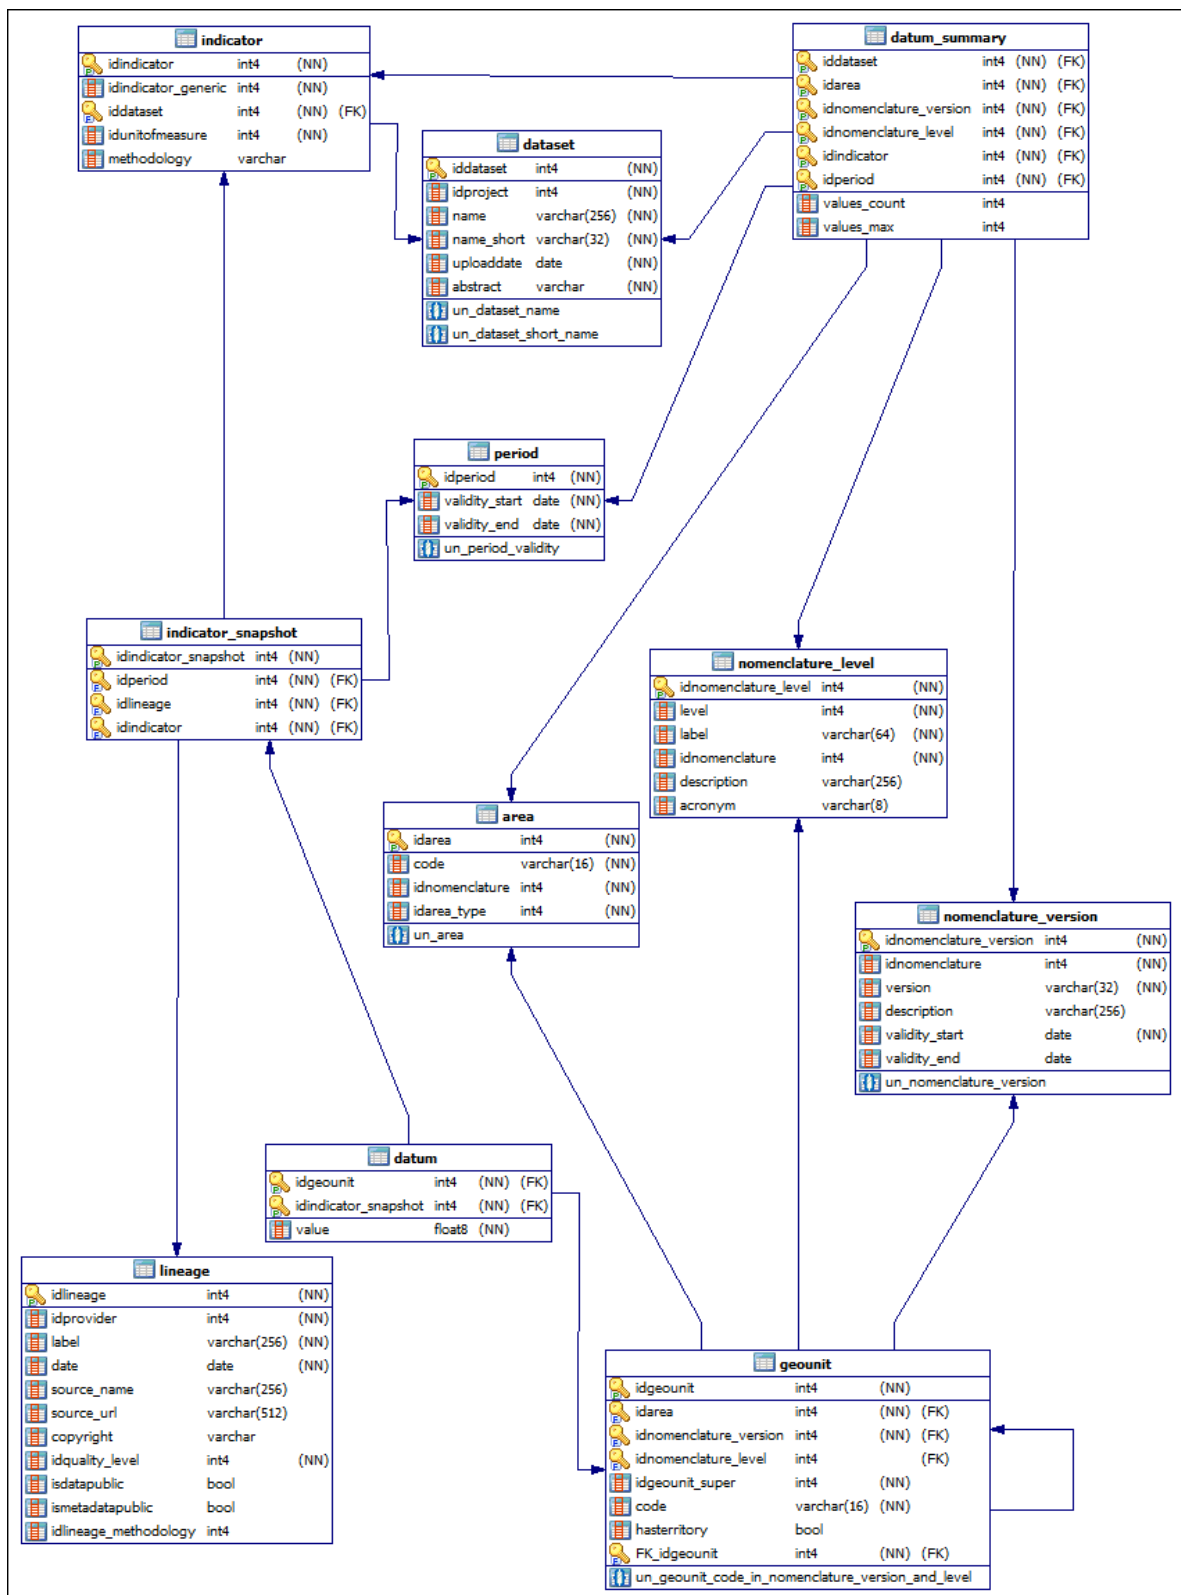 indicator
idindicator int4 (NN)
idindicator_generic int4 (NN)
iddataset int4 (NN) (FK)
idunitofmeasure int4 (NN)
methodology varchar
datum_summary
iddataset int4 (NN) (FK)
idarea int4 (NN) (FK)
idnomenclature_version int4 (NN) (FK)
idnomenclature_level int4 (NN) (FK)
idindicator int4 (NN) (FK)
idperiod int4 (NN) (FK)
values_count int4
values_max int4
dataset
iddataset int4 (NN)
idproject int4 (NN)
name varchar(256) (NN)
name_short varchar(32) (NN)
uploaddate date (NN)
abstract varchar (NN)
un_dataset_name
un_dataset_short_name
period
idperiod int4 (NN)
validity_start date (NN)
validity_end date (NN)
un_period_validity
indicator_snapshot
idindicator_snapshot int4 (NN)
idperiod int4 (NN) (FK)
idlineage int4 (NN) (FK)
idindicator int4 (NN) (FK)
nomenclature_level
idnomenclature_level int4 (NN)
level int4 (NN)
label varchar(64) (NN)
idnomenclature int4 (NN)
description varchar(256)
acronym varchar(8)
area
idarea int4 (NN)
code varchar(16) (NN)
idnomenclature int4 (NN)
idarea_type int4 (NN)
un_area
nomenclature_version
idnomenclature_version int4 (NN)
idnomenclature int4 (NN)
version varchar(32) (NN)
description varchar(256)
validity_start date (NN)
validity_end date
un_nomenclature_version
datum
idgeounit int4 (NN) (FK)
idindicator_snapshot int4 (NN) (FK)
value float8 (NN)
lineage
idlineage int4 (NN)
idprovider int4 (NN)
label varchar(256) (NN)
date date (NN)
source_name varchar(256)
source_url varchar(512)
copyright varchar
idquality_level int4 (NN)
isdatapublic bool
ismetadatapublic bool
idlineage_methodology int4
geounit
idgeounit int4 (NN)
idarea int4 (NN) (FK)
idnomenclature_version int4 (NN) (FK)
idnomenclature_level int4 (FK)
idgeounit_super int4 (NN)
code varchar(16) (NN)
hasterritory bool
FK_idgeounit int4 (NN) (FK)
un_geounit_code_in_nomenclature_version_and_level